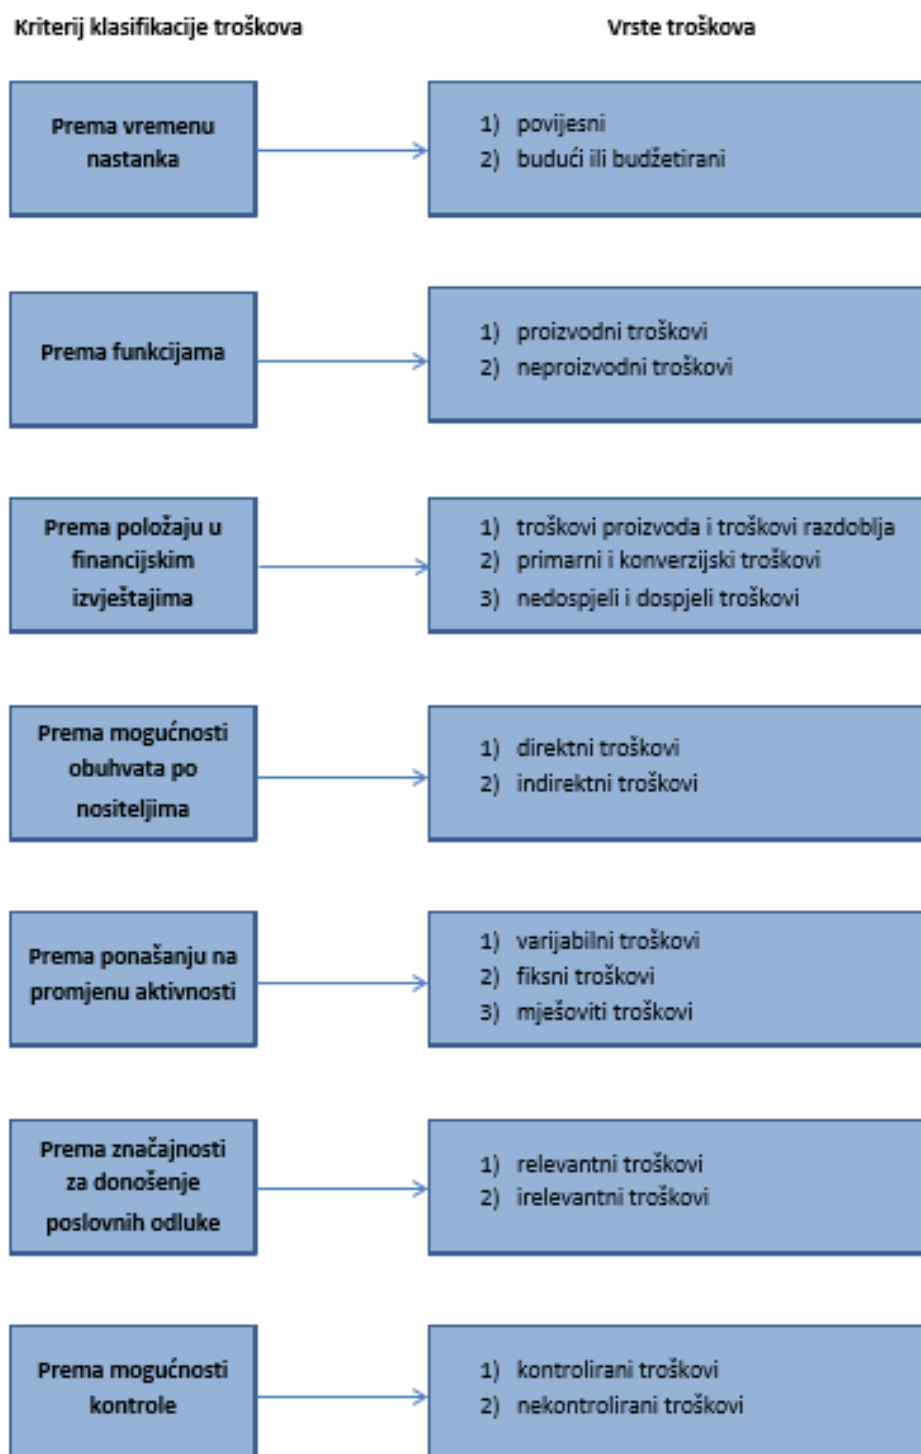 Kriterij klasifikacije troškova
Vrste troškova
Prema vremenu
nastanka
1) povijesni
2) budući ili budžetirani
Prema funkcijama
1) proizvodni troškovi
2) neproizvodni troškovi
Prema položaju u
financijskim
izvještajima
1) troškovi proizvoda i troškovi razdoblja
2) primarni i konverzijski troškovi
3) nedospjeli i dospjeli troškovi
Prema mogućnosti
obuhvata po
nositeljima
1) direktni troškovi
2) indirektni troškovi
Prema ponašanju na
promjenu aktivnosti
1) varijabilni troškovi
2) fiksni troškovi
3) mješoviti troškovi
Prema značajnosti
za donošenje
poslovnih odluke
1) relevantni troškovi
2) irelevantni troškovi
Prema mogućnosti
kontrole
1) kontrolirani troškovi
2) nekontrolirani troškovi